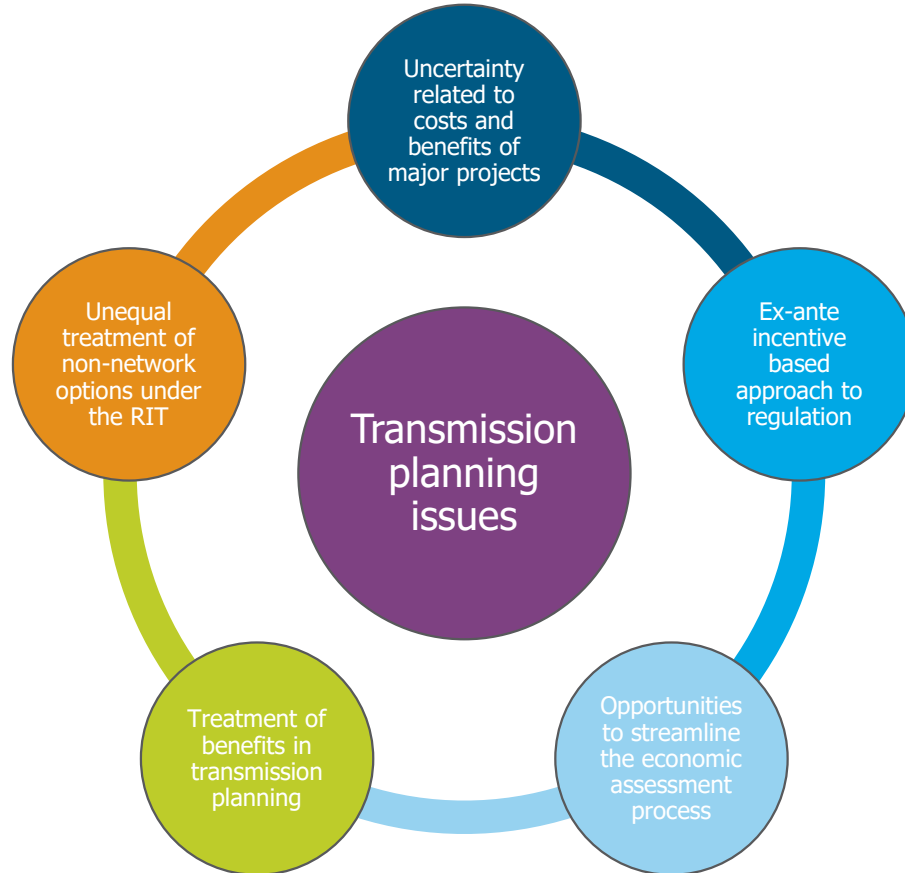 Uncertainty
related to
costs and
benefits of
major projects
Ex-ante
incentive
based
approach to
regulation
Opportunities
to streamline
the economic
assessment
process
Treatment of
benefits in
transmission
planning
Unequal
treatment of
non-network
options under
the RIT
Transmission
planning
issues